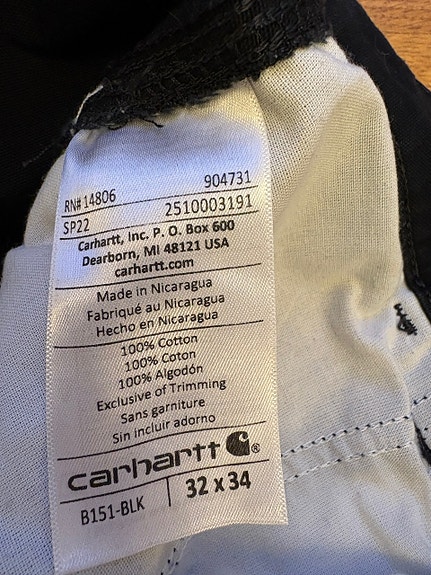 RN# 14806 904731
SP22 2510003191
Carhartt, Inc. P. O. Box 600
Dearborn, MI 48121 USA
carhartt.com
Made in Nicaragua
Fabriqué au Nicaragua
Hecho en Nicaragua
100% Cotton
100% Coton
100% Algodón
Exclusive of Trimming
Sans garniture
Sin incluir adorno
carhartt ®
B151-BLK 32 x 34